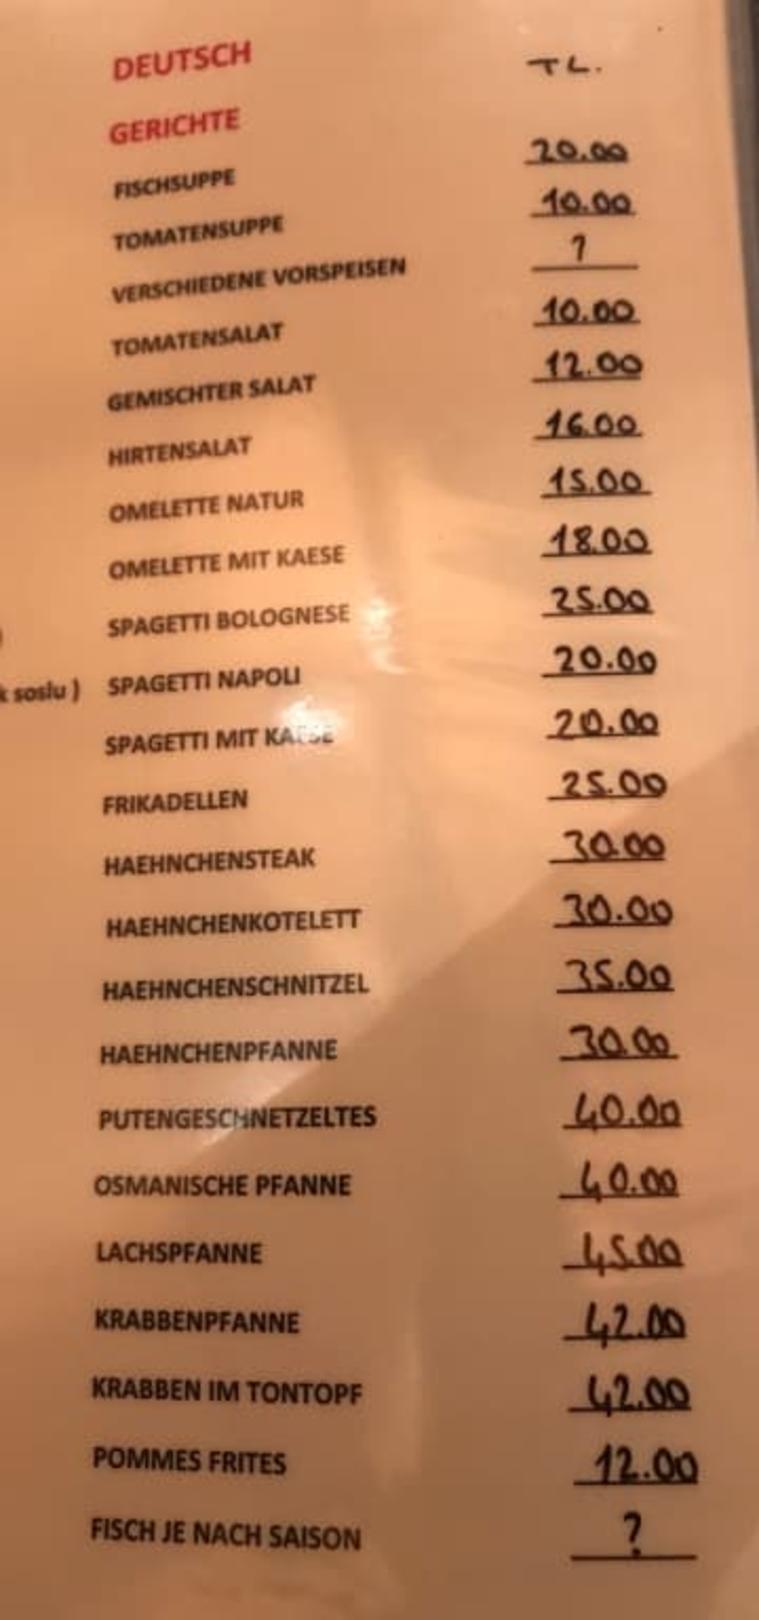 DEUTSCH TL.
GERICHTE
FISCHSUPPE 20.00
TOMATENSUPPE 10.00
VERSCHIEDENE VORSPEISEN ?
TOMATENSALAT 10.00
GEMISCHTER SALAT 12.00
HIRTENSALAT 16.00
OMELETTE NATUR 15.00
OMELETTE MIT KAESE 18.00
SPAGETTI BOLOGNESE 25.00
)
k soslu ) SPAGETTI NAPOLI 20.00
SPAGETTI MIT KAESE 20.00
FRIKADELLEN 25.00
HAEHNCHENSTEAK 30.00
HAEHNCHENKOTELETT 30.00
HAEHNCHENSCHNITZEL 35.00
HAEHNCHENPFANNE 30.00
PUTENGESCHNETZELTES 40.00
OSMANISCHE PFANNE 40.00
LACHSPFANNE 45.00
KRABBENPFANNE 42.00
KRABBEN IM TONTOPF 42.00
POMMES FRITES 12.00
FISCH JE NACH SAISON ?